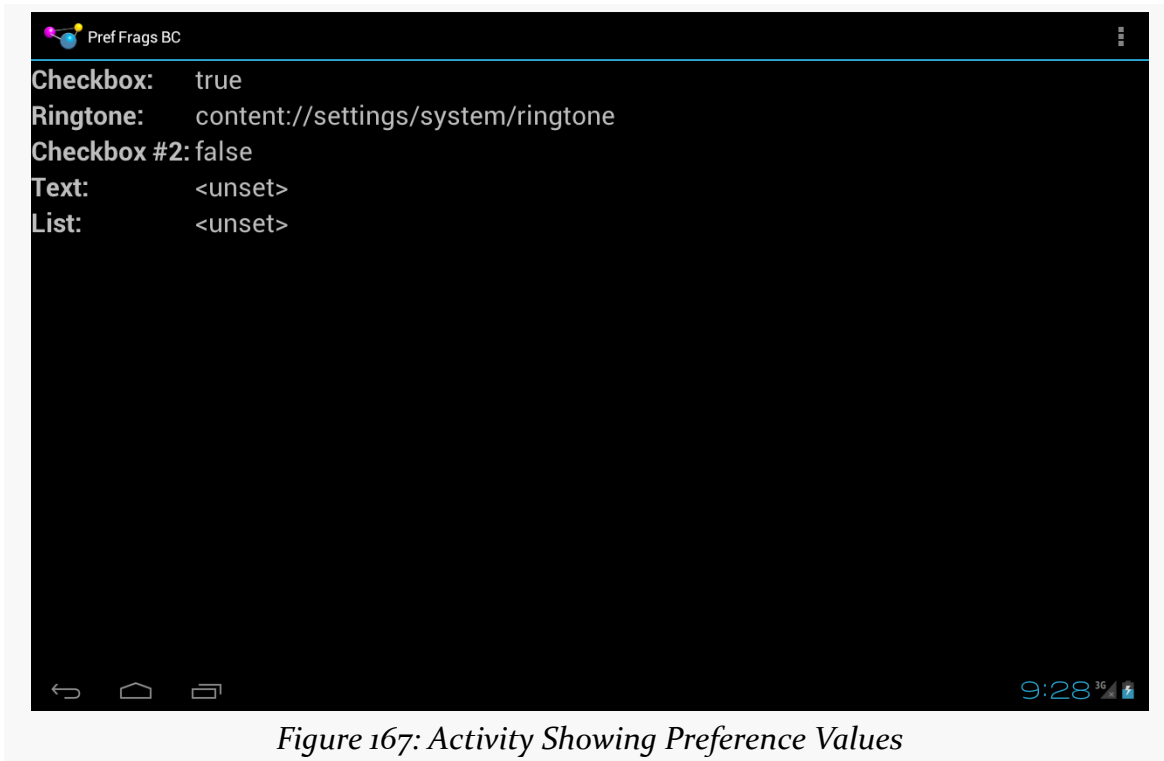 Pref Frags BC
Checkbox: true
Ringtone: content://settings/system/ringtone
Checkbox #2: false
Text: <unset>
List: <unset>
9:28 3G
Figure 167: Activity Showing Preference Values